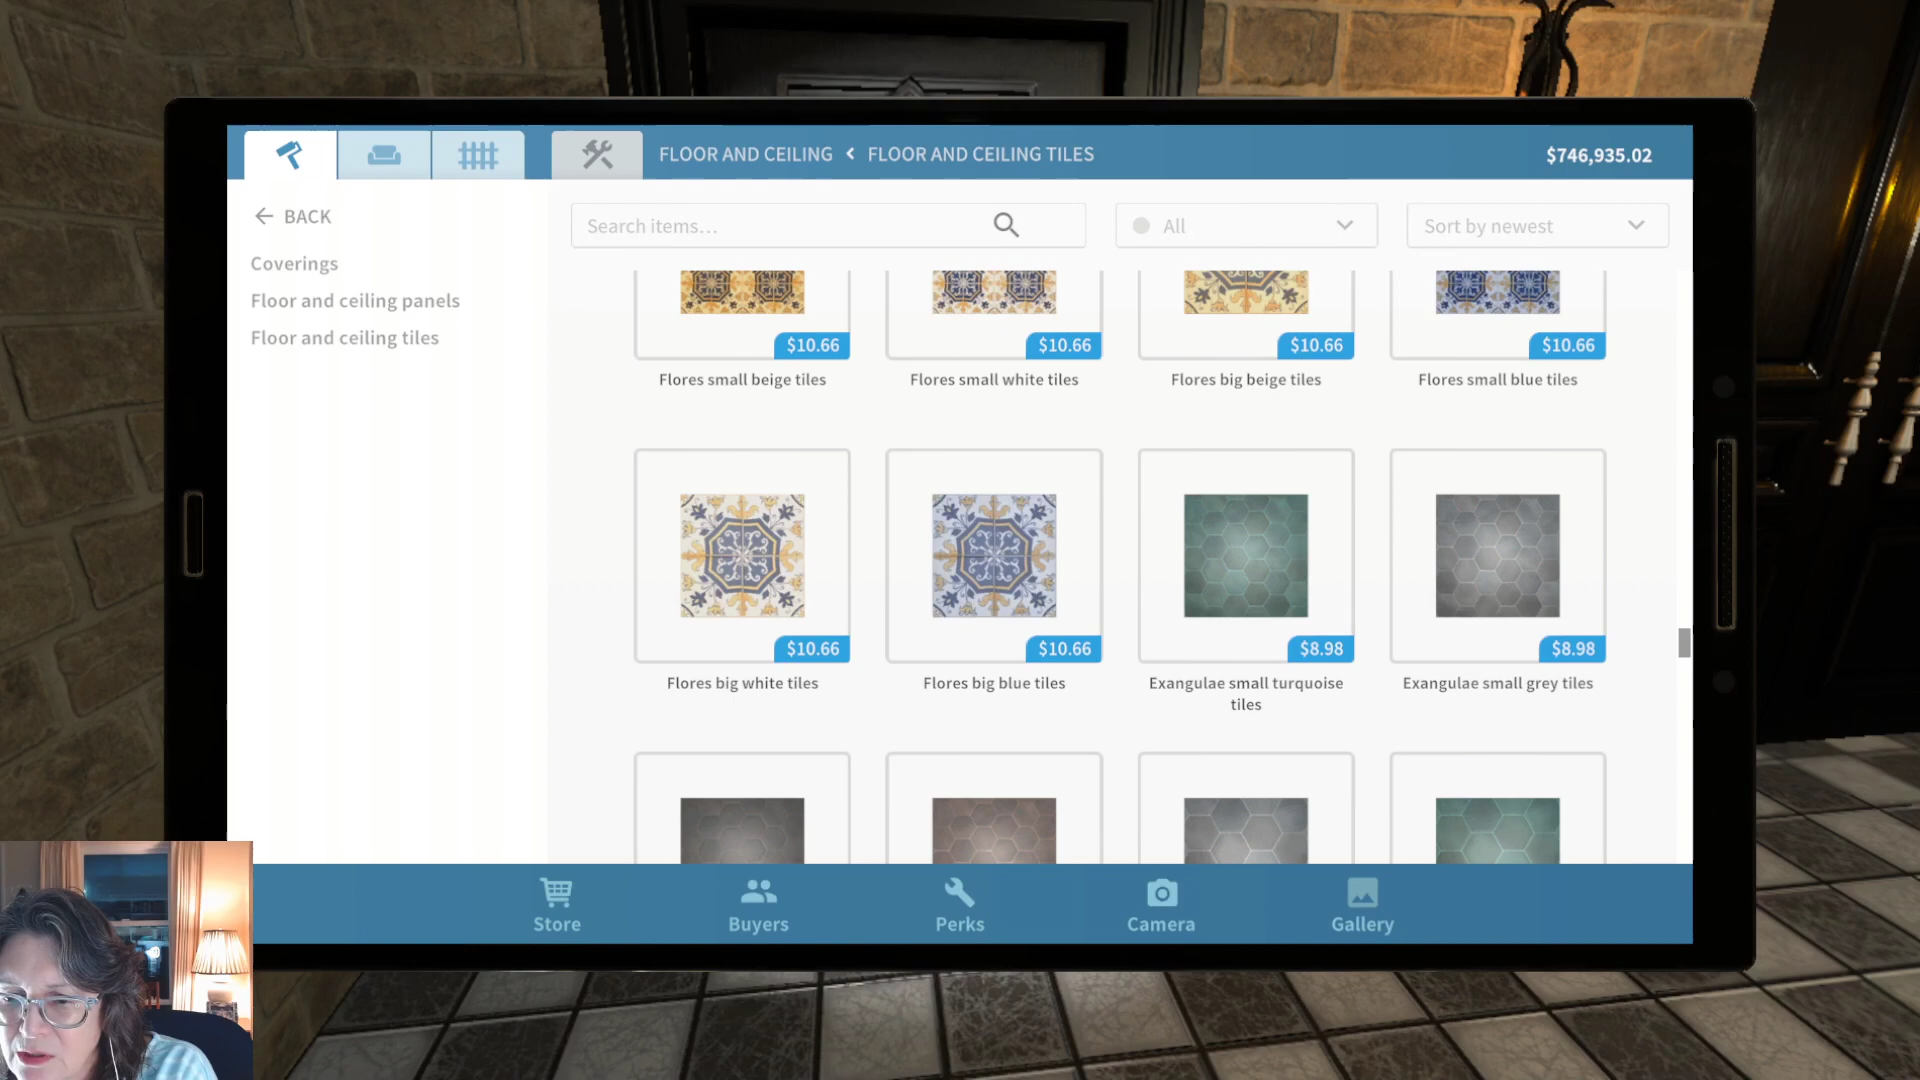 FLOOR AND CEILING < FLOOR AND CEILING TILES
$746,935.02
BACK
Search items...
All
Sort by newest
Coverings
Floor and ceiling panels
Floor and ceiling tiles
$10.66
$10.66
$10.66
$10.66
Flores small beige tiles
Flores small white tiles
Flores big beige tiles
Flores small blue tiles
$10.66
$10.66
$8.98
$8.98
Flores big white tiles
Flores big blue tiles
Exangulae small turquoise
tiles
Exangulae small grey tiles
Store
Buyers
Perks
Camera
Gallery